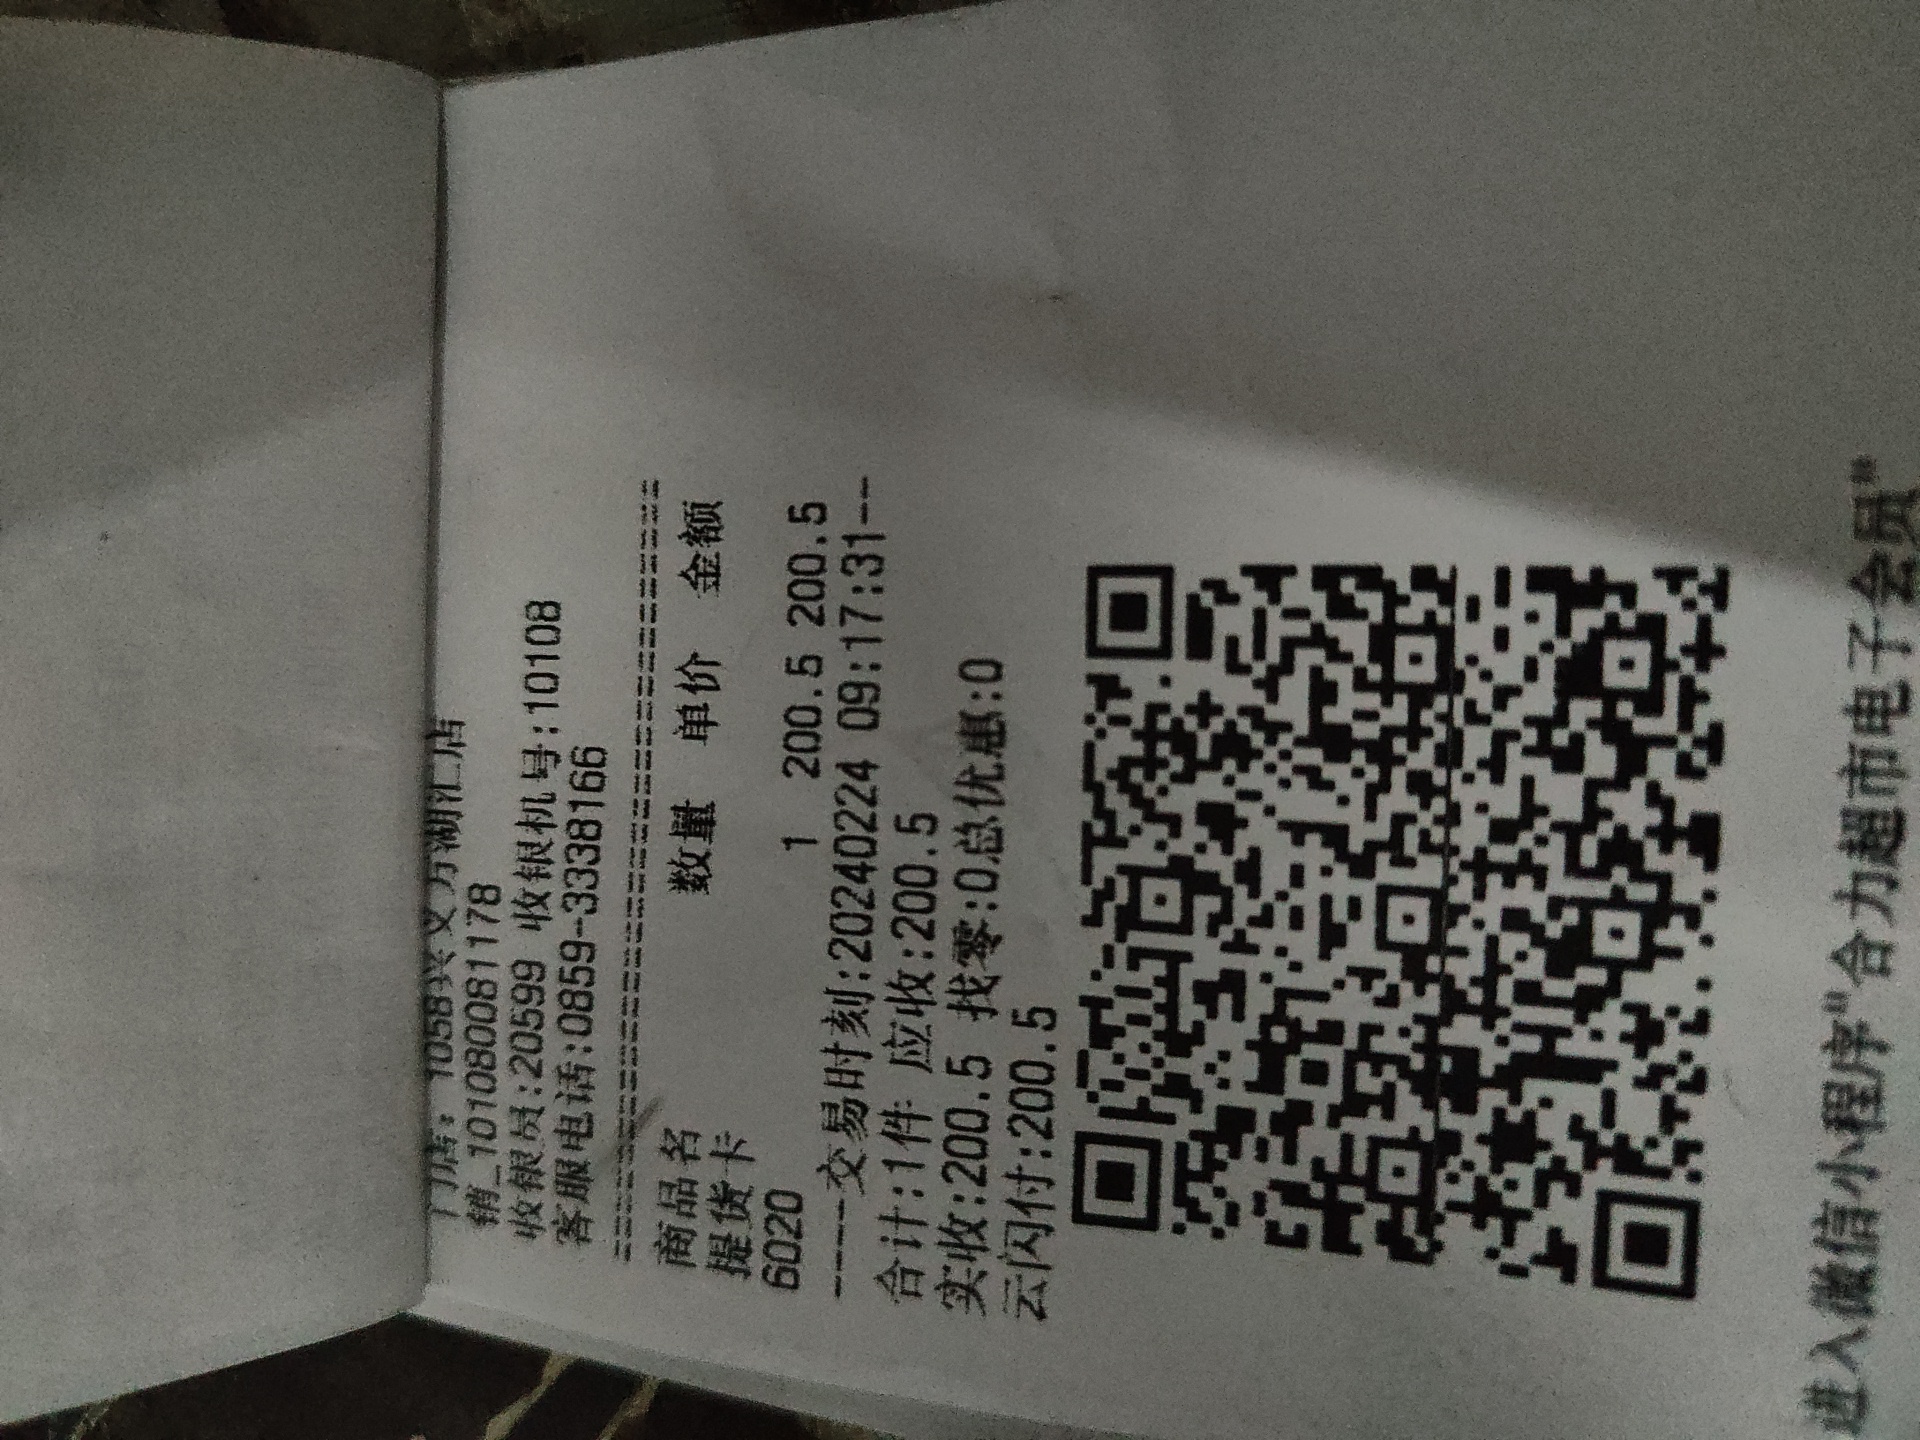 门店: 1058兴义万湖汇店
销_101080081178
收银员:20599 收银机号:10108
客服电话:0859-3338166
商品名 数量 单价 金额
提货卡
6020 1 200.5 200.5
----交易时刻:20240224 09:17:31--
合计:1件 应收:200.5
实收:200.5 找零:0总优惠:0
云闪付:200.5
进入微信小程序"合力超市电子会员"